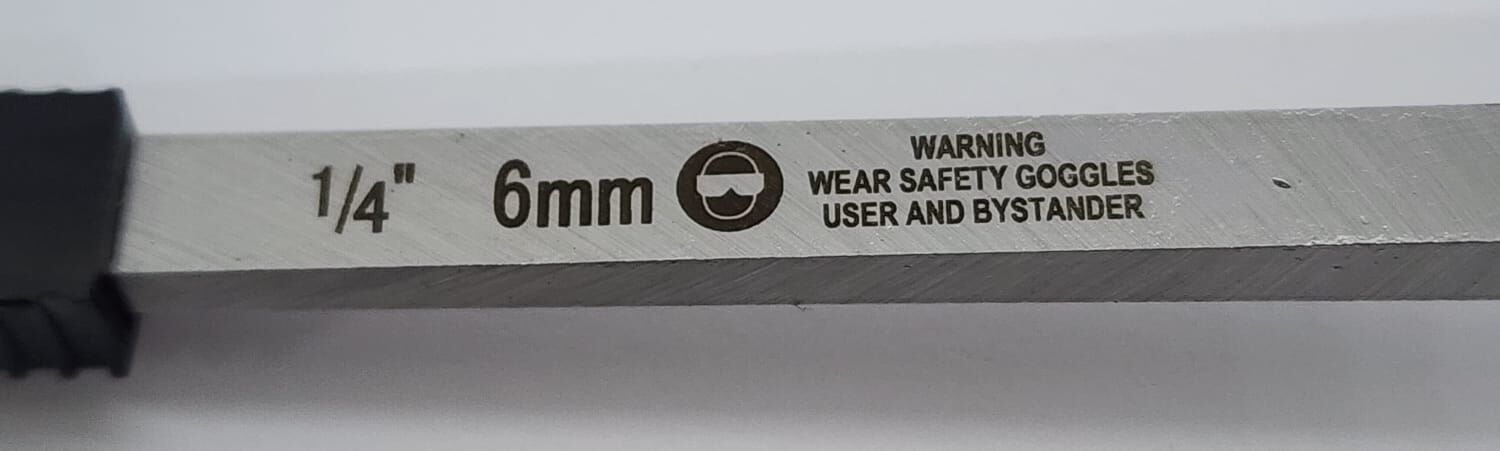 1/4" 6mm
WARNING
WEAR SAFETY GOGGLES
USER AND BYSTANDER